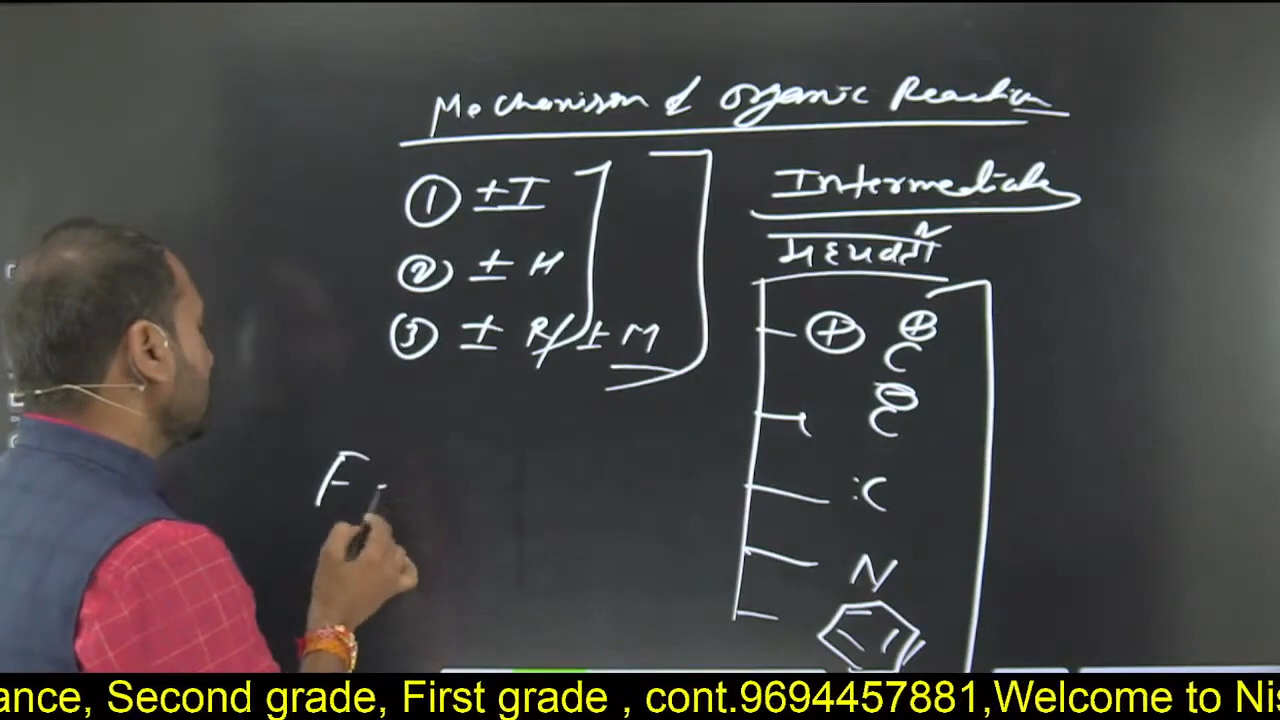 Mechanism of Organic Reaction
① ±I
② ± H
③ ± R/± M
Intermediate
मध्यवर्ती
⊕ ⊕
C
⊖
C
:C
N
F
ance, Second grade, First grade , cont.9694457881,Welcome to Nis